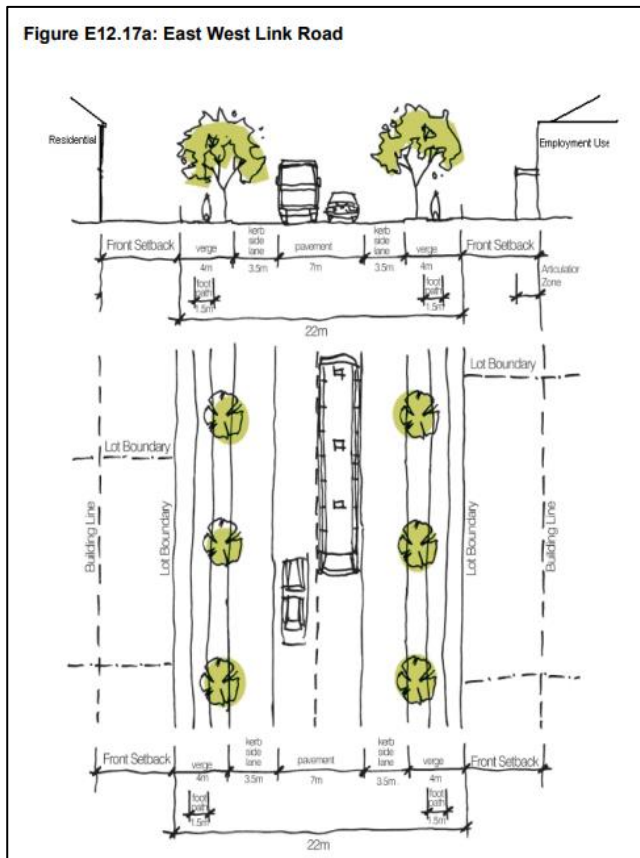 Figure E12.17a: East West Link Road
Residential
Employment Use
Front Setback
verge
4m
kerb
side
lane
3.5m
pavement
7m
kerb
side
lane
3.5m
verge
4m
Front Setback
foot
path
1.5m
foot
path
1.5m
Articulation
Zone
22m
Lot Boundary
Lot Boundary
Building Line
Lot Boundary
Lot Boundary
Building Line
Front Setback
verge
4m
kerb
side
lane
3.5m
pavement
7m
kerb
side
lane
3.5m
verge
4m
Front Setback
foot
path
1.5m
foot
path
1.5m
22m